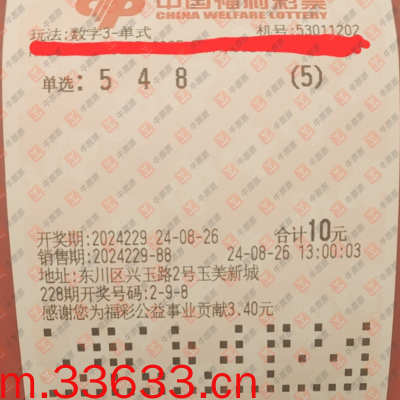 中国福利彩票
CHINA WELFARE LOTTERY
玩法:数字3-单式 机号:53011202
单选: 5 4 8 (5)
开奖期:2024229 24-08-26 合计10元
销售期:2024229-88 24-08-26 13:00:03
地址:东川区兴玉路2号玉美新城
228期开奖号码:2-9-8
感谢您为福彩公益事业贡献3.40元
m.33633.cn